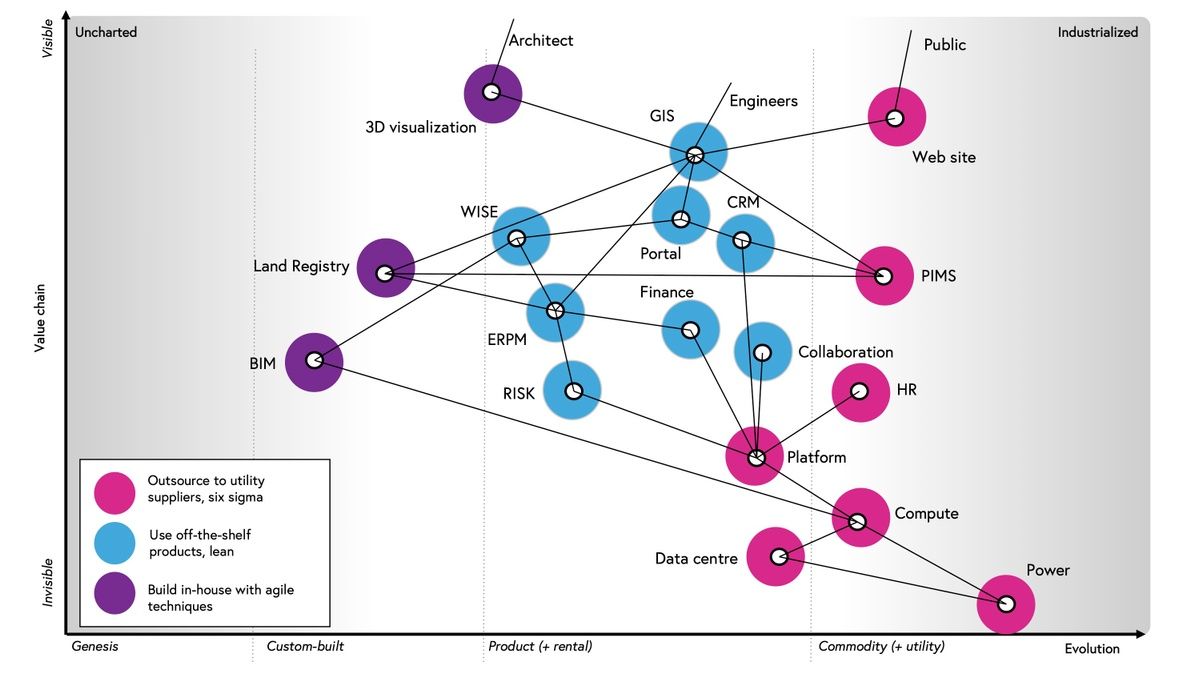 Visible
Uncharted
Industrialized
Architect
Public
Engineers
GIS
3D visualization
Web site
WISE
CRM
Portal
Land Registry
PIMS
Value chain
Finance
ERPM
Collaboration
BIM
RISK
HR
Platform
Outsource to utility
suppliers, six sigma
Use off-the-shelf
products, lean
Build in-house with agile
techniques
Compute
Data centre
Power
Invisible
Genesis
Custom-built
Product (+ rental)
Commodity (+ utility)
Evolution